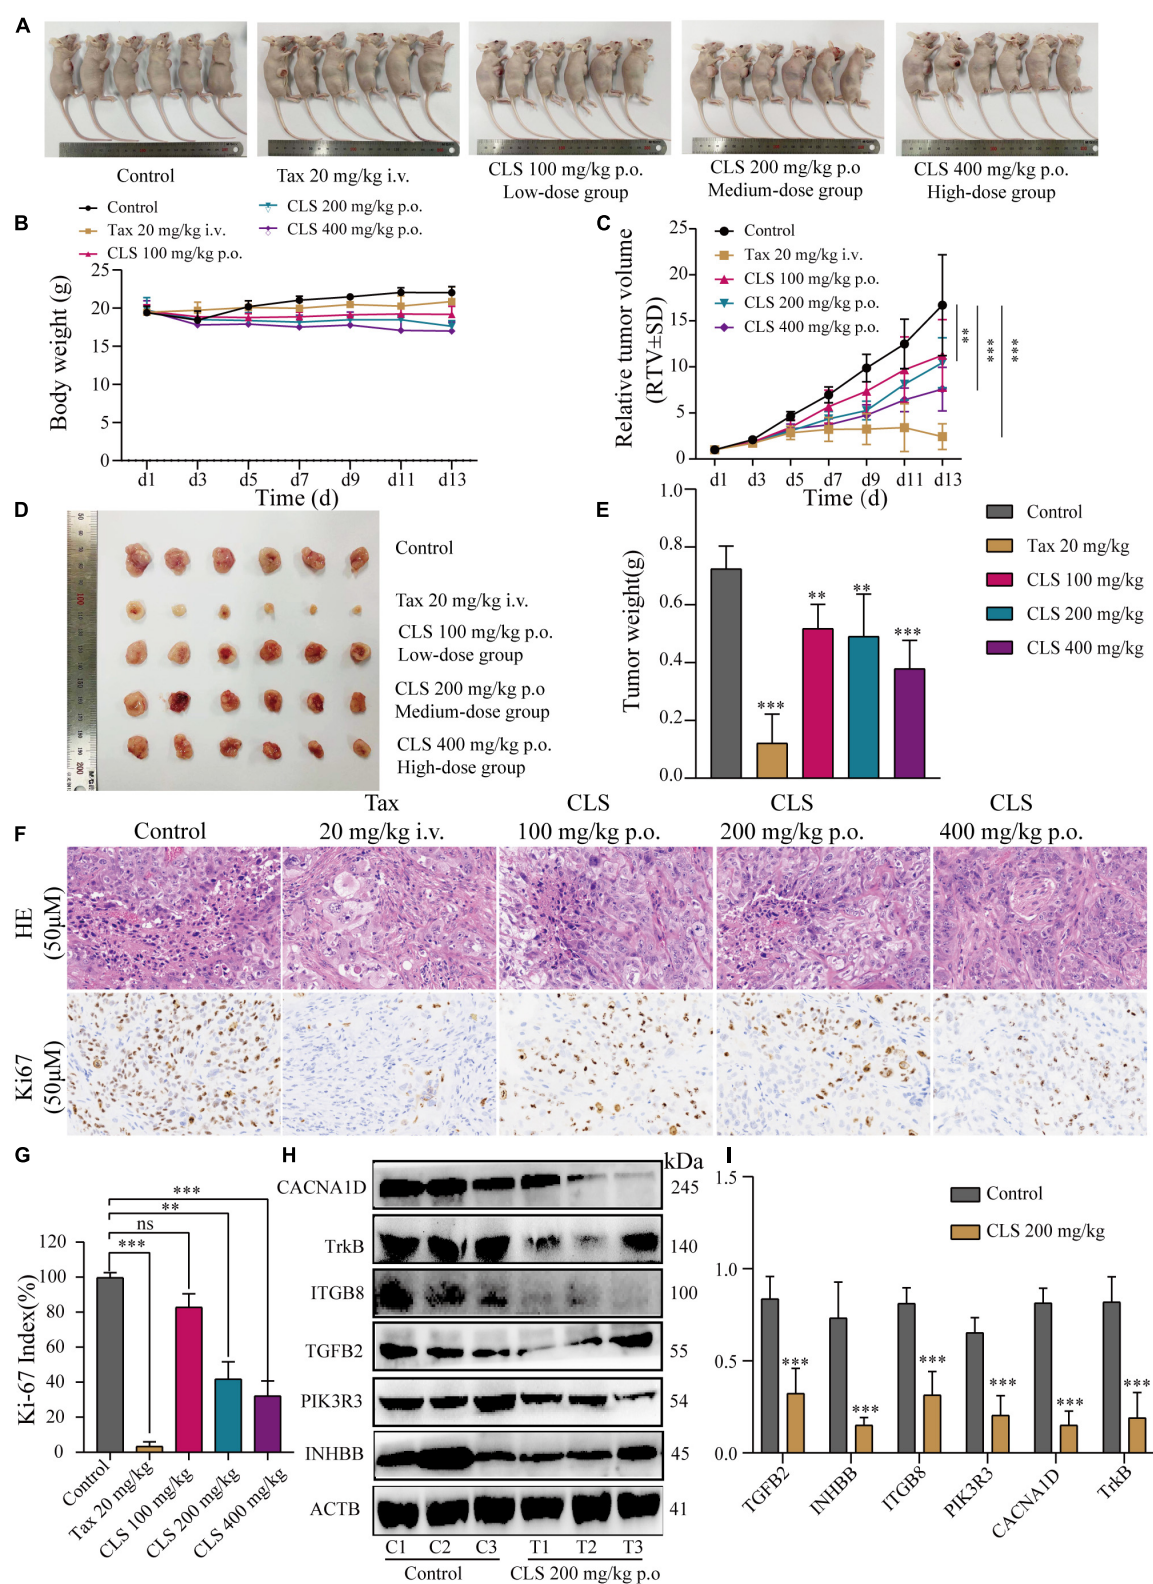 A
Control
Tax 20 mg/kg i.v.
CLS 100 mg/kg p.o.
Low-dose group
CLS 200 mg/kg p.o
Medium-dose group
CLS 400 mg/kg p.o.
High-dose group
B
Control
Tax 20 mg/kg i.v.
CLS 100 mg/kg p.o.
CLS 200 mg/kg p.o.
CLS 400 mg/kg p.o.
Body weight (g)
25
20
15
10
5
0
d1 d3 d5 d7 d9 d11 d13
Time (d)
C
Control
Tax 20 mg/kg i.v.
CLS 100 mg/kg p.o.
CLS 200 mg/kg p.o.
CLS 400 mg/kg p.o.
Relative tumor volume
(RTV±SD)
25
20
15
10
5
0
** *** ***
d1 d3 d5 d7 d9 d11 d13
Time (d)
D
Control
Tax 20 mg/kg i.v.
CLS 100 mg/kg p.o.
Low-dose group
CLS 200 mg/kg p.o
Medium-dose group
CLS 400 mg/kg p.o.
High-dose group
E
Tumor weight(g)
1.0
0.8
0.6
0.4
0.2
0.0
*** ** ** ***
Control
Tax 20 mg/kg
CLS 100 mg/kg
CLS 200 mg/kg
CLS 400 mg/kg
F
Control
Tax
20 mg/kg i.v.
CLS
100 mg/kg p.o.
CLS
200 mg/kg p.o.
CLS
400 mg/kg p.o.
HE
(50μM)
Ki67
(50μM)
G
Ki-67 Index(%)
120
100
80
60
40
20
0
***
**
ns
***
Control
Tax 20 mg/kg
CLS 100 mg/kg
CLS 200 mg/kg
CLS 400 mg/kg
H
kDa
CACNA1D 245
TrkB 140
ITGB8 100
TGFB2 55
PIK3R3 54
INHBB 45
ACTB 41
C1 C2 C3 T1 T2 T3
Control CLS 200 mg/kg p.o
I
1.5
1.0
0.5
0.0
Control
CLS 200 mg/kg
*** *** *** *** *** ***
TGFB2
INHBB
ITGB8
PIK3R3
CACNA1D
TrkB